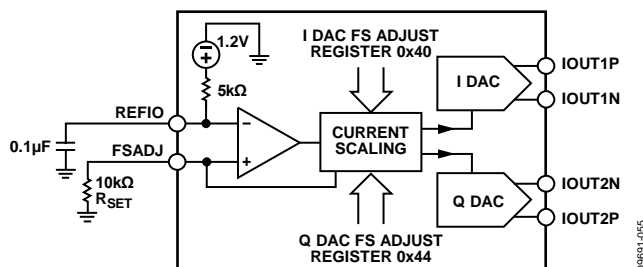 1.2V
I DAC FS ADJUST
REGISTER 0x40
I DAC
IOUT1P
IOUT1N
5kΩ
REFIO
–
+
0.1µF
FSADJ
CURRENT
SCALING
10kΩ
RSET
Q DAC
IOUT2N
IOUT2P
Q DAC FS ADJUST
REGISTER 0x44
09691-055